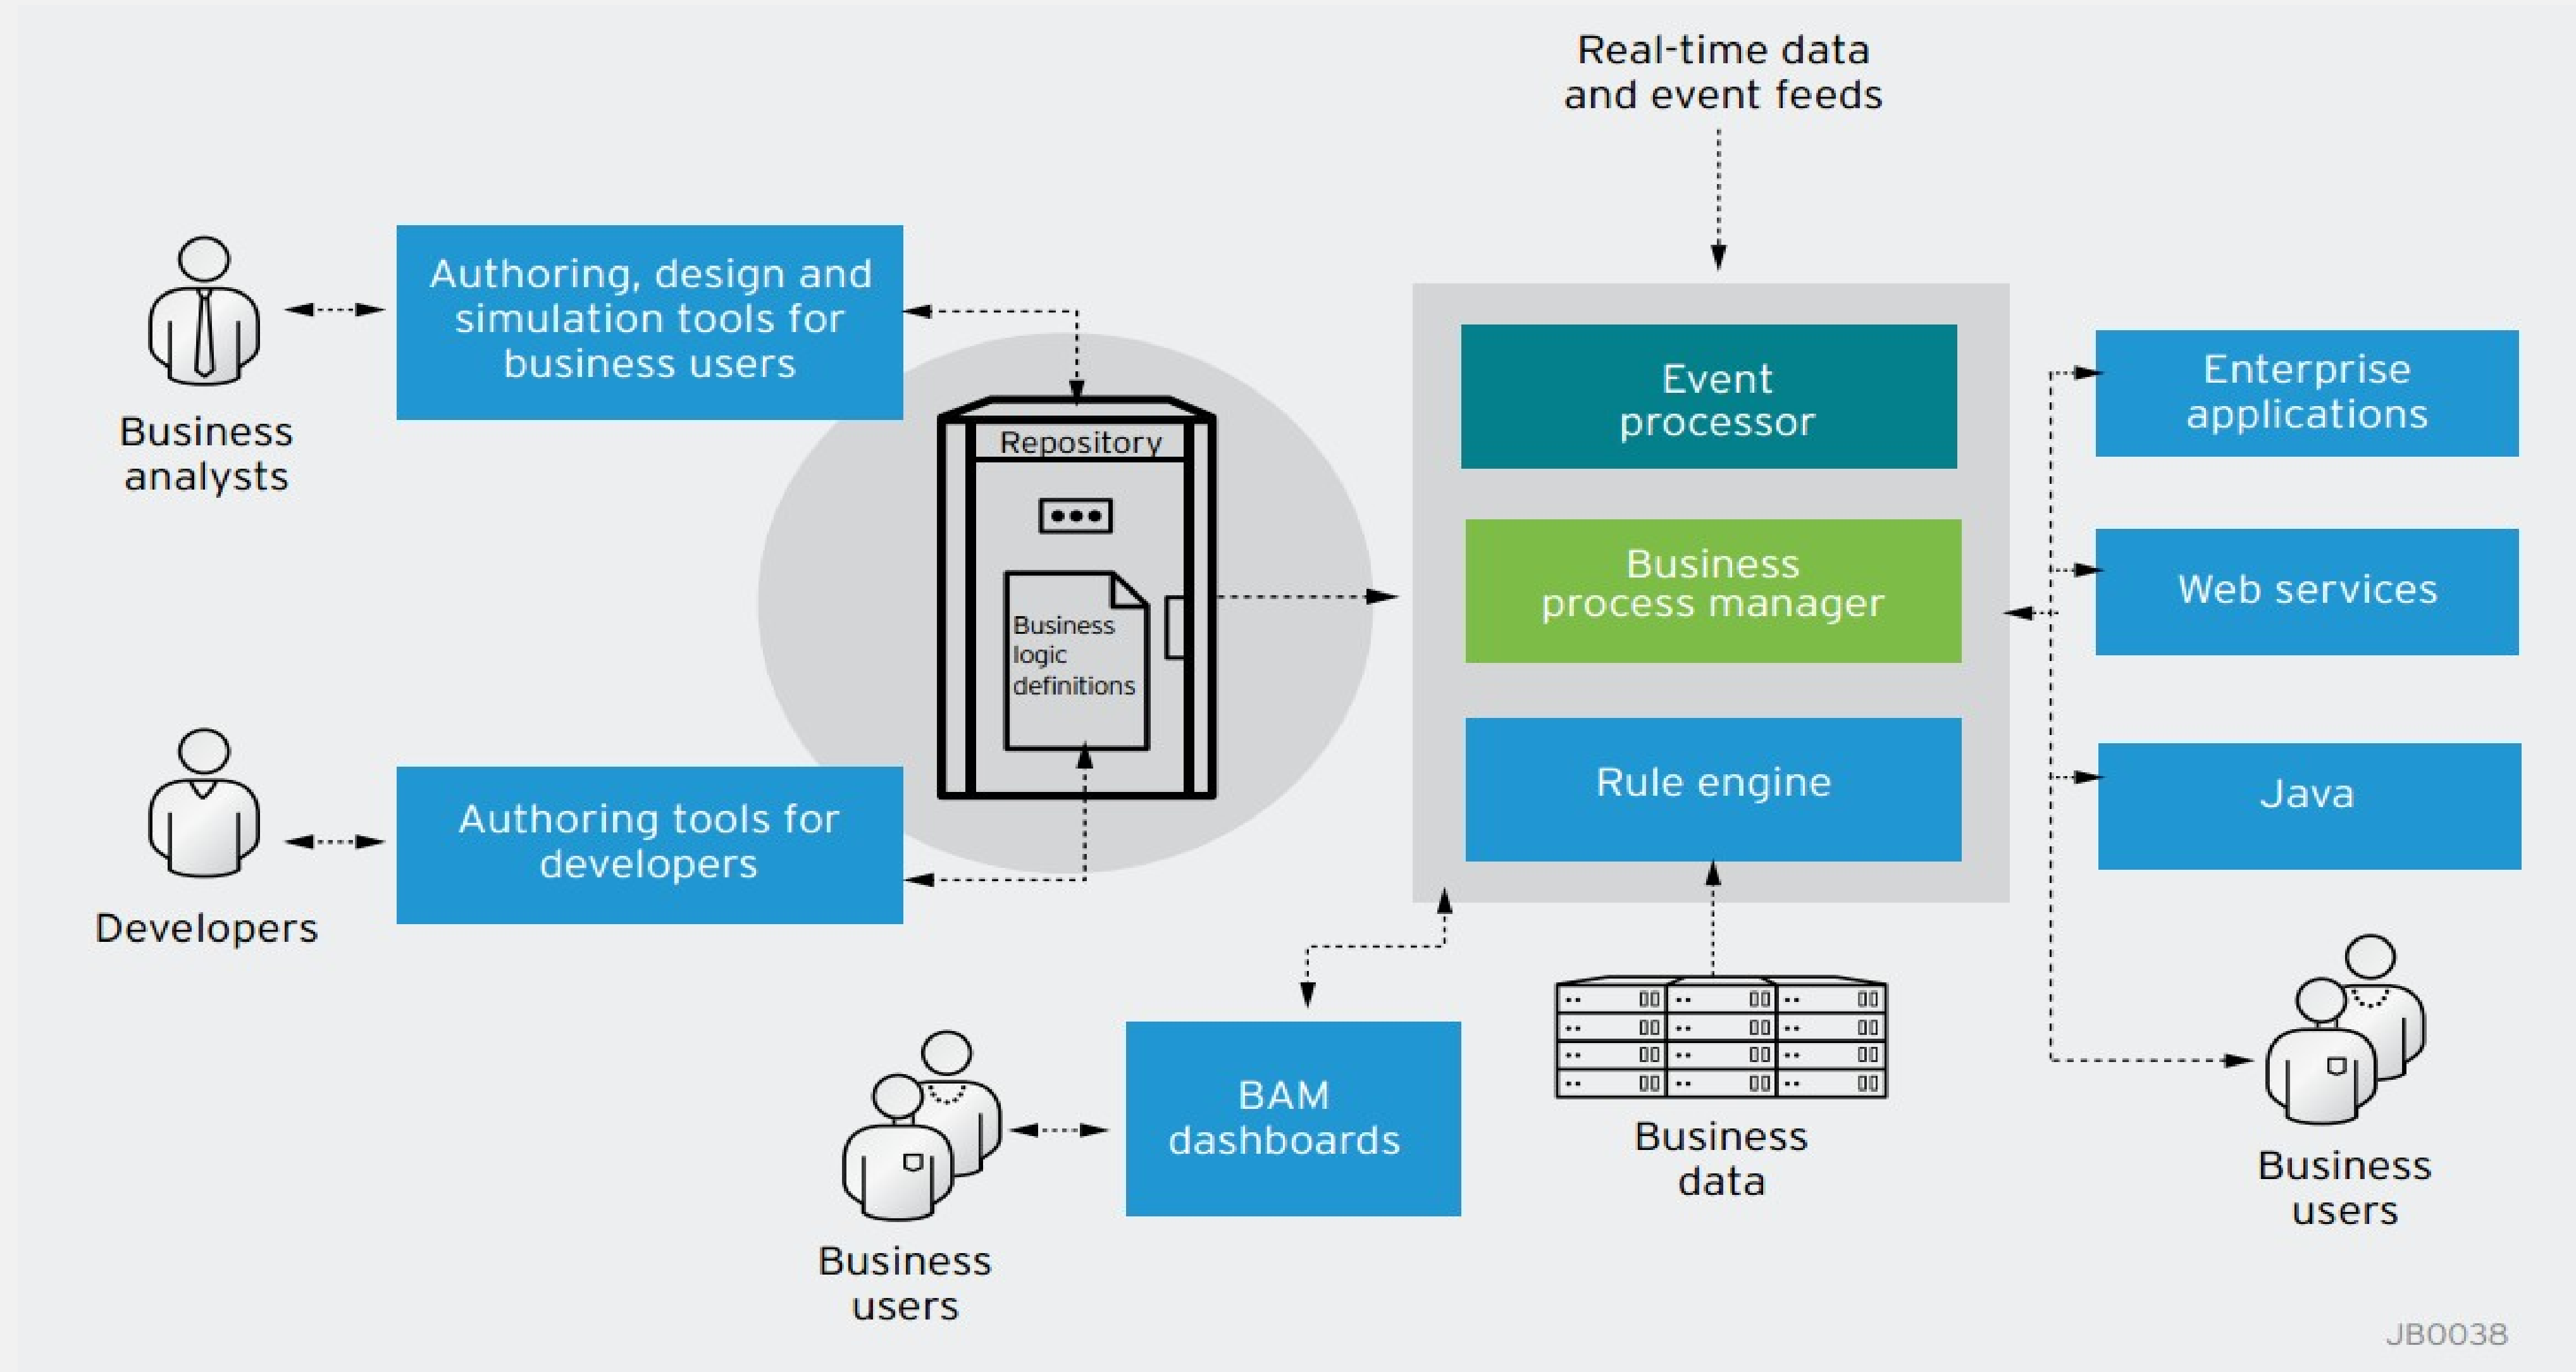 Real-time data
and event feeds
Authoring, design and
simulation tools for
business users
Business
analysts
Repository
Business
logic
definitions
Event
processor
Business
process manager
Rule engine
Enterprise
applications
Web services
Java
Authoring tools for
developers
Developers
BAM
dashboards
Business
users
Business
data
Business
users
JB0038